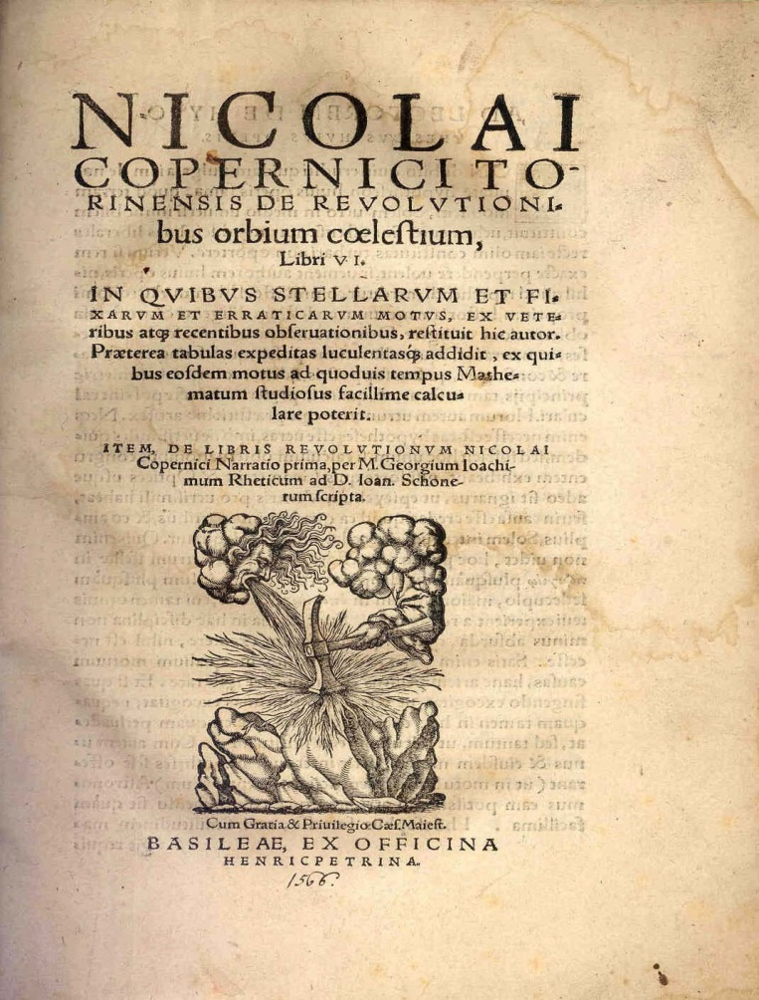 NICOLAI
COPERNICI TO-
RINENSIS DE REVOLVTIONI-
bus orbium cœleſtium,
Libri VI.
IN QVIBVS STELLARVM ET FI-
XARVM ET ERRATICARVM MOTVS, EX VETE-
ribus atqꝫ recentibus obſeruationibus, reſtituit hic autor.
Præterea tabulas expeditas luculentasqꝫ addidit, ex qui-
bus eoſdem motus ad quoduis tempus Mathe-
matum ſtudioſus facillime calcu-
lare poterit.
ITEM, DE LIBRIS REVOLVTIONVM NICOLAI
Copernici Narratio prima, per M. Georgium Ioachi-
mum Rheticum ad D. Ioan. Schone-
rum ſcripta.
Cum Gratia & Priuilegio Cæſ. Maieſt.
BASILEAE, EX OFFICINA
HENRICPETRINA.
1566.